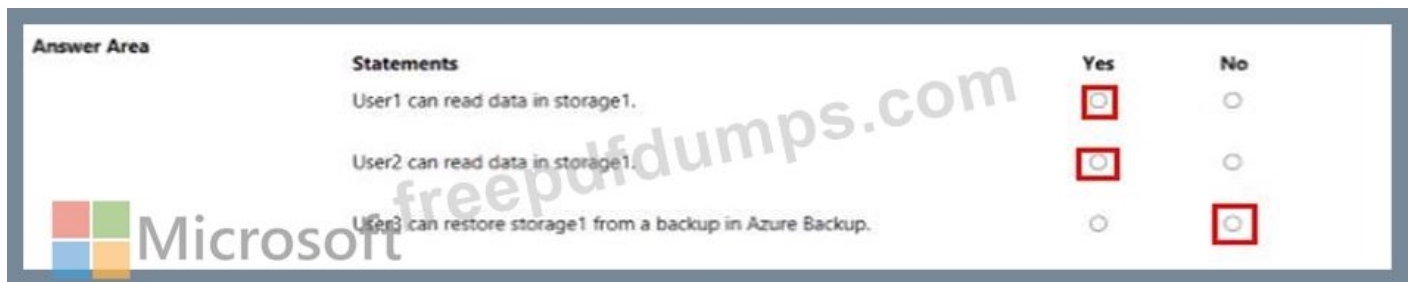 Answer Area
Statements Yes No
User1 can read data in storage1.
User2 can read data in storage1.
User3 can restore storage1 from a backup in Azure Backup.
freepdfdumps.com
Microsoft